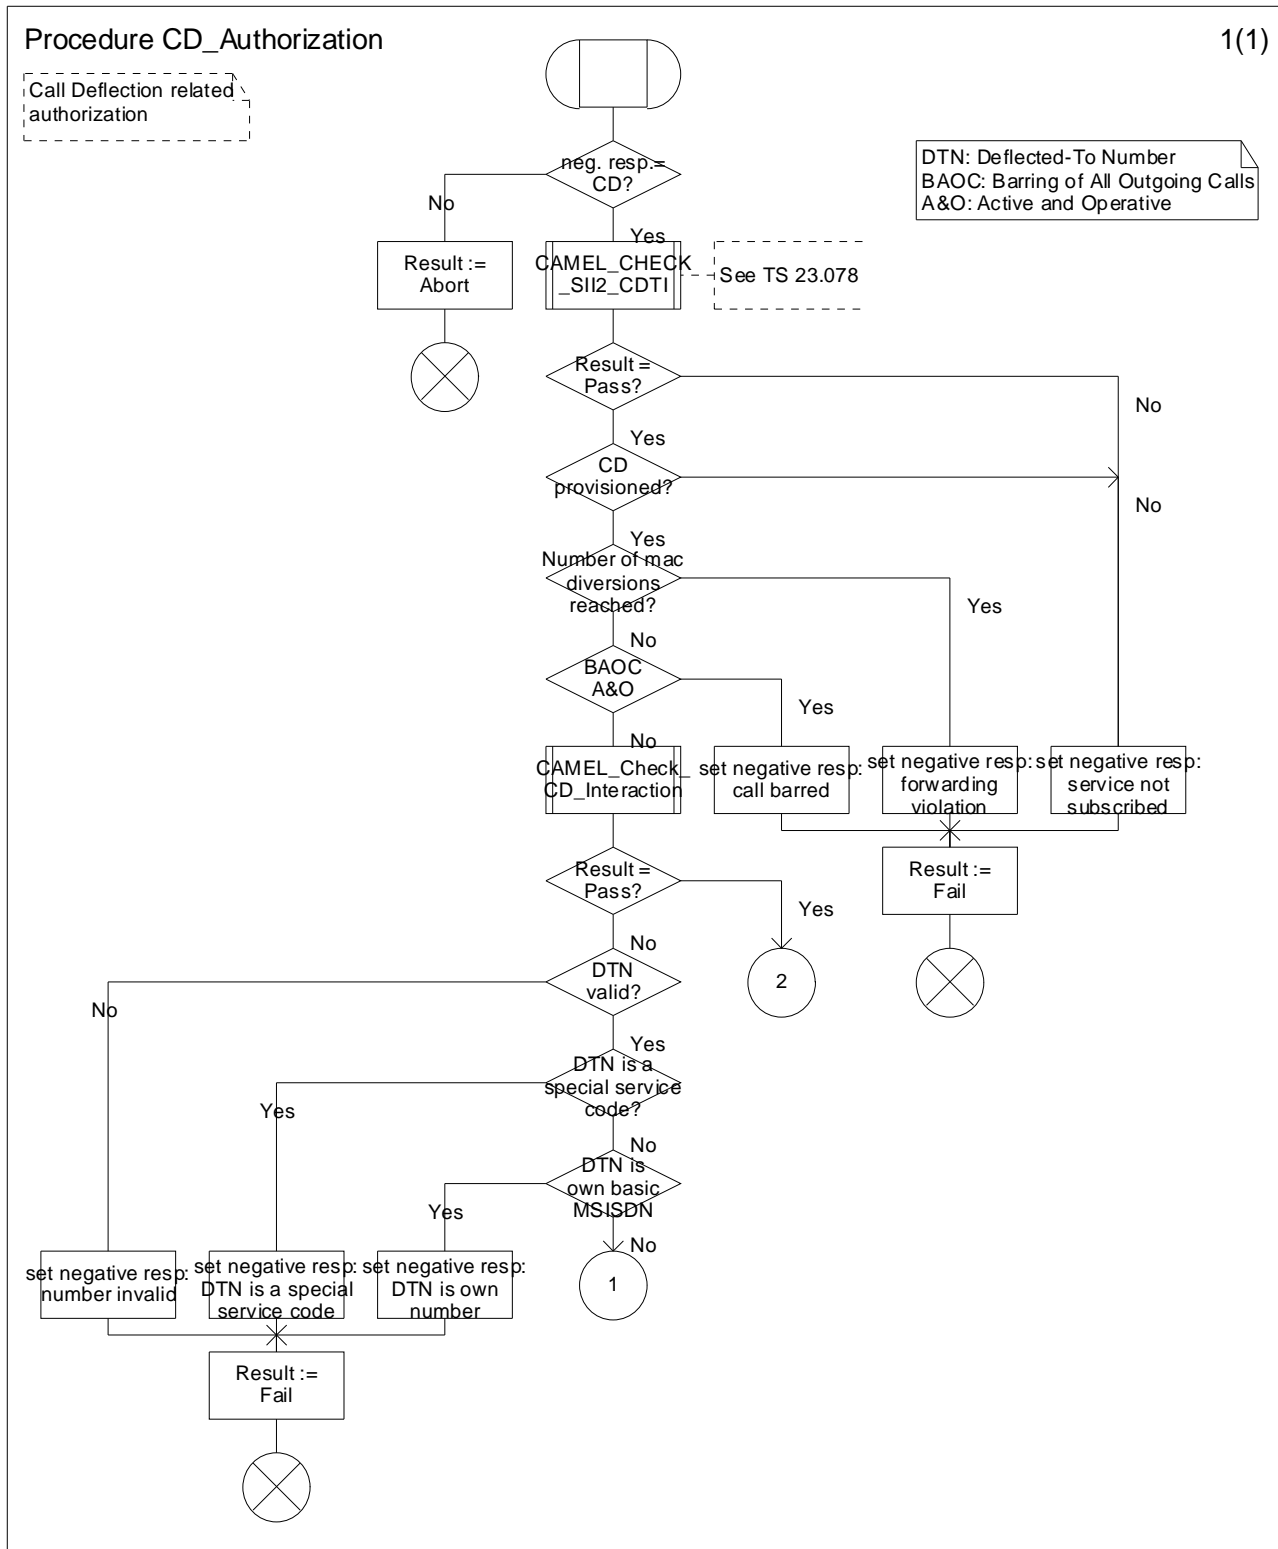 Procedure CD_Authorization
1(1)
Call Deflection related
authorization
DTN: Deflected-To Number
BAOC: Barring of All Outgoing Calls
A&O: Active and Operative
neg. resp.=
CD?
No
Yes
Result :=
Abort
CAMEL_CHECK
_SII2_CDTI
See TS 23.078
Result =
Pass?
No
Yes
CD
provisioned?
No
Yes
Number of mac
diversions
reached?
Yes
No
BAOC
A&O
Yes
No
CAMEL_Check_
CD_Interaction
set negative resp:
call barred
set negative resp:
forwarding
violation
set negative resp:
service not
subscribed
Result =
Pass?
Yes
No
Result :=
Fail
2
DTN
valid?
No
Yes
DTN is a
special service
code?
Yes
No
DTN is
own basic
MSISDN
Yes
No
set negative resp:
number invalid
set negative resp:
DTN is a special
service code
set negative resp:
DTN is own
number
1
Result :=
Fail